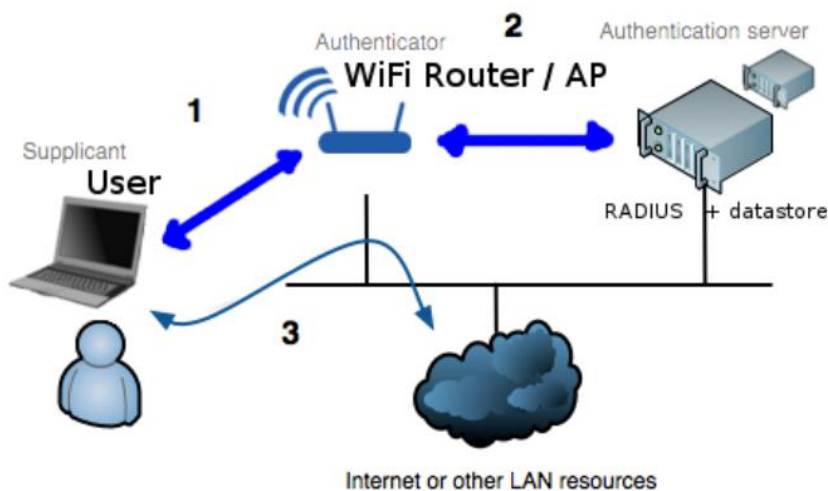 Authenticator
2
Authentication server
WiFi Router / AP
1
Supplicant
User
RADIUS + datastore
3
Internet or other LAN resources